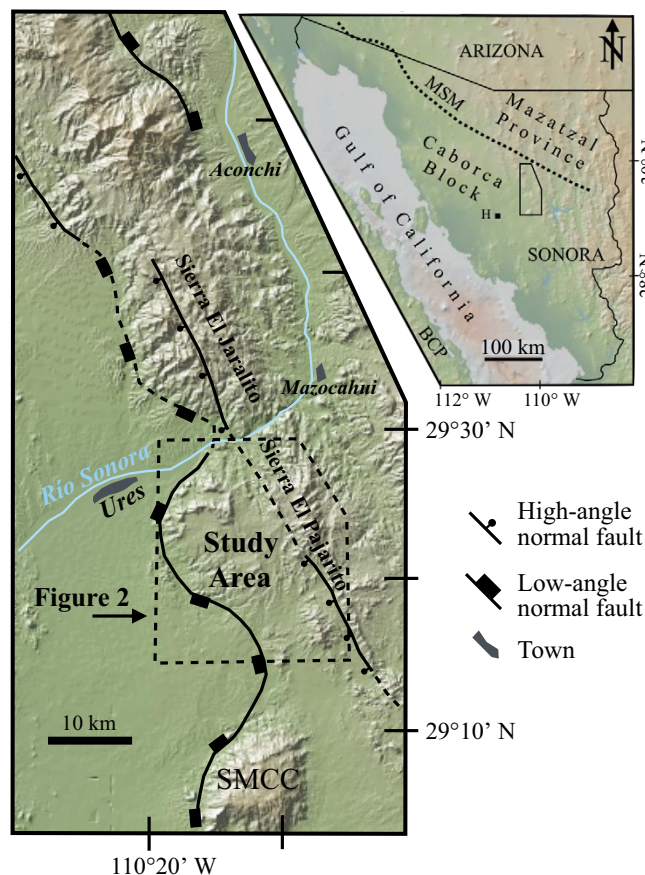 ARIZONA
N
MSM
Mazatzal
Province
Gulf of California
Caborca
Block
H
SONORA
28° N
BCP
100 km
112° W
110° W
Aconchi
Sierra El Jaralito
Mazocahui
29°30’ N
Río Sonora
Ures
Sierra El Pajarito
Study
Area
Figure 2
10 km
29°10’ N
SMCC
110°20’ W
High-angle
normal fault
Low-angle
normal fault
Town